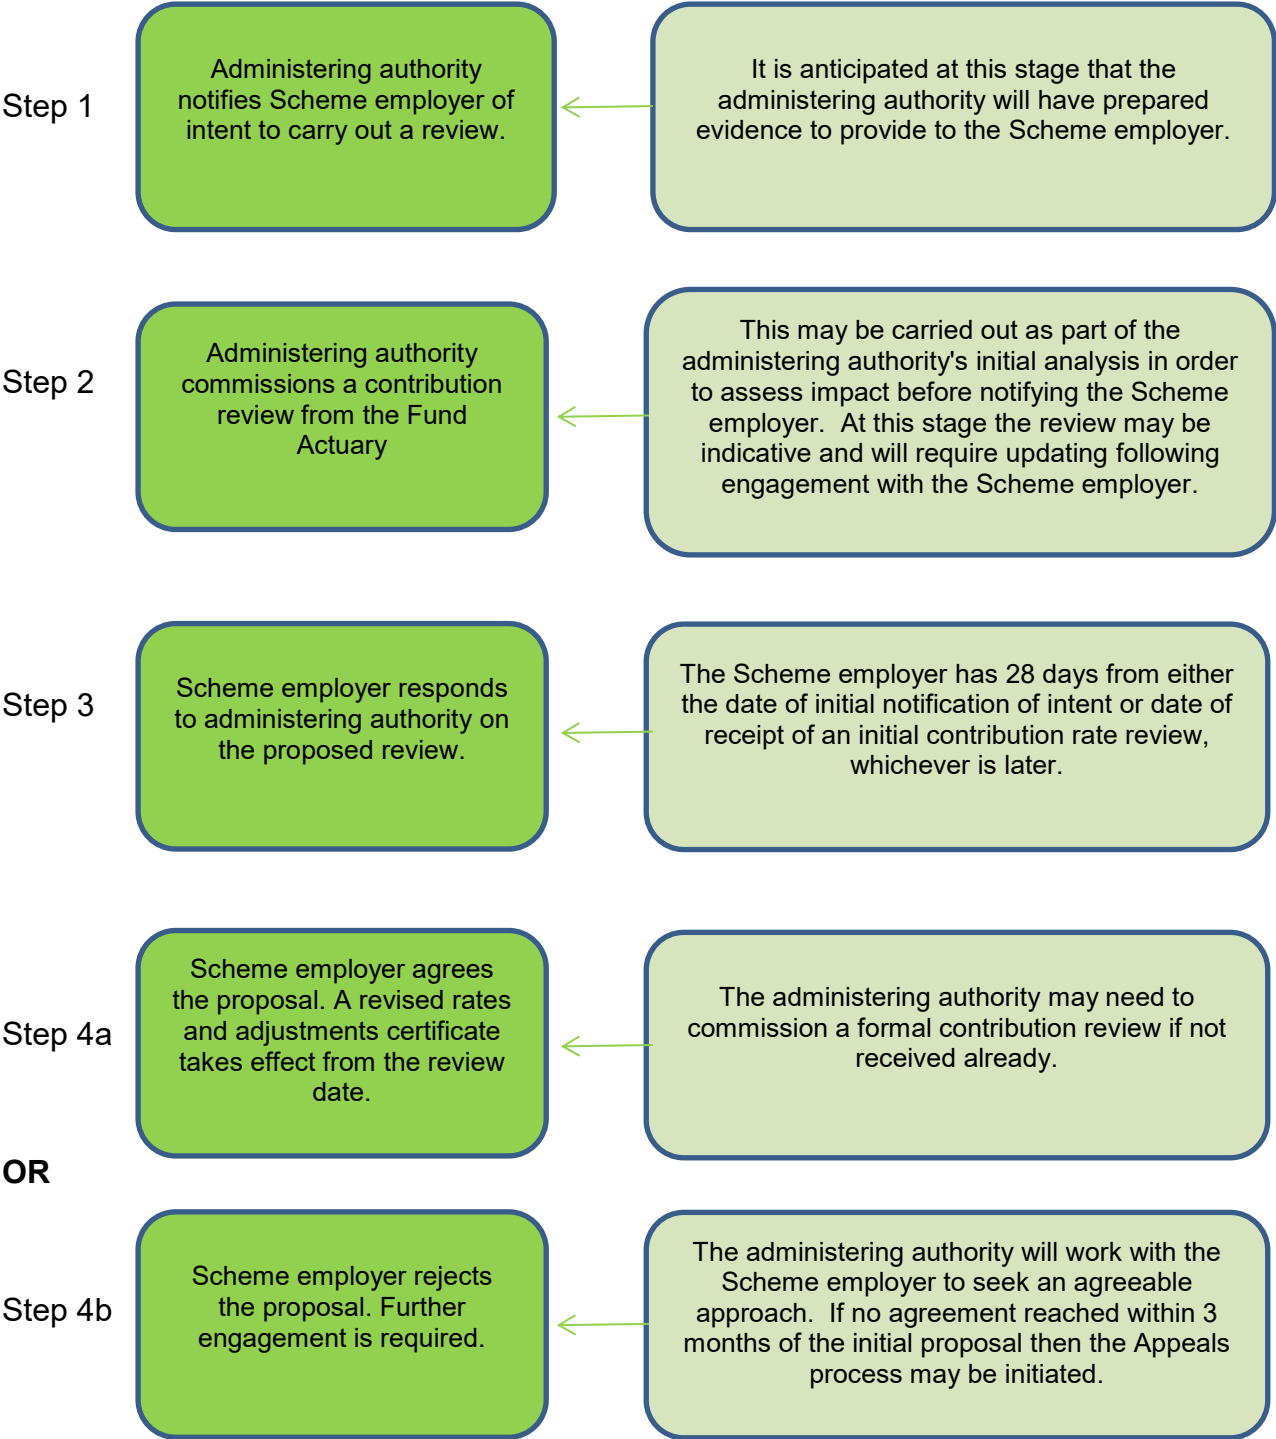 Step 1
Administering authority
notifies Scheme employer of
intent to carry out a review.
It is anticipated at this stage that the
administering authority will have prepared
evidence to provide to the Scheme employer.
Step 2
Administering authority
commissions a contribution
review from the Fund
Actuary
This may be carried out as part of the
administering authority's initial analysis in order
to assess impact before notifying the Scheme
employer.  At this stage the review may be
indicative and will require updating following
engagement with the Scheme employer.
Step 3
Scheme employer responds
to administering authority on
the proposed review.
The Scheme employer has 28 days from either
the date of initial notification of intent or date of
receipt of an initial contribution rate review,
whichever is later.
Step 4a
Scheme employer agrees
the proposal. A revised rates
and adjustments certificate
takes effect from the review
date.
The administering authority may need to
commission a formal contribution review if not
received already.
OR
Step 4b
Scheme employer rejects
the proposal. Further
engagement is required.
The administering authority will work with the
Scheme employer to seek an agreeable
approach.  If no agreement reached within 3
months of the initial proposal then the Appeals
process may be initiated.